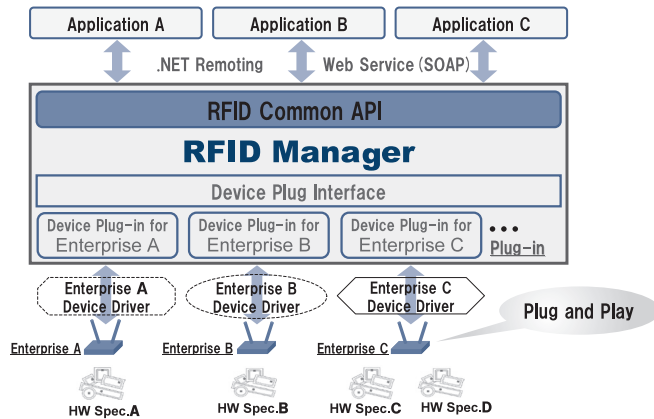 Application A
Application B
Application C
.NET Remoting
Web Service (SOAP)
RFID Common API
RFID Manager
Device Plug Interface
Device Plug-in for
Enterprise A
Device Plug-in for
Enterprise B
Device Plug-in for
Enterprise C
•••
Plug-in
Enterprise A
Device Driver
Enterprise B
Device Driver
Enterprise C
Device Driver
Plug and Play
Enterprise A
Enterprise B
Enterprise C
HW Spec.A
HW Spec.B
HW Spec.C
HW Spec.D